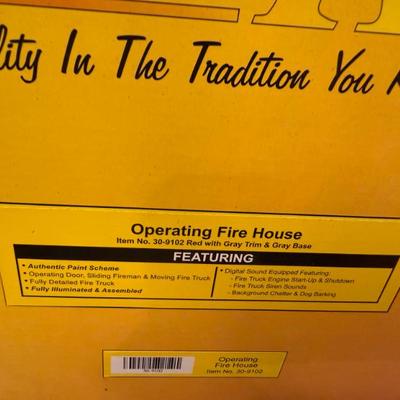 lity In The Tradition You
Operating Fire House
Item No. 30-9102 Red with Gray Trim & Gray Base
FEATURING
• Authentic Paint Scheme
• Operating Door, Sliding Fireman & Moving Fire Truck
• Fully Detailed Fire Truck
• Fully Illuminated & Assembled
• Digital Sound Equipped Featuring:
- Fire Truck Engine Start-Up & Shutdown
- Fire Truck Siren Sounds
- Background Chatter & Dog Barking
Operating
Fire House
Item No. 30-9102